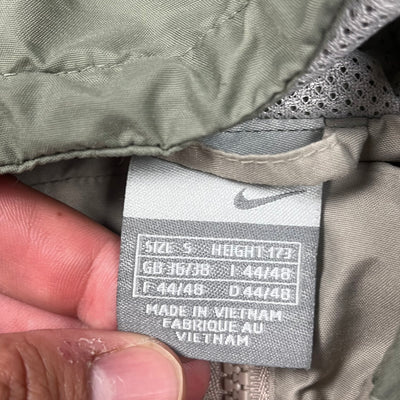 SIZE S HEIGHT 173
GB 36/38 I 44/48
F 44/48 D 44/48
MADE IN VIETNAM
FABRIQUE AU
VIETNAM